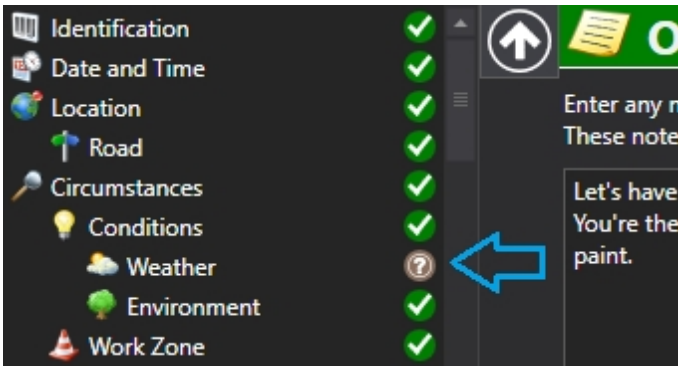 Identification
Date and Time
Location
Road
Circumstances
Conditions
Weather
Environment
Work Zone
Enter any
These note
Let's have
You're the
paint.